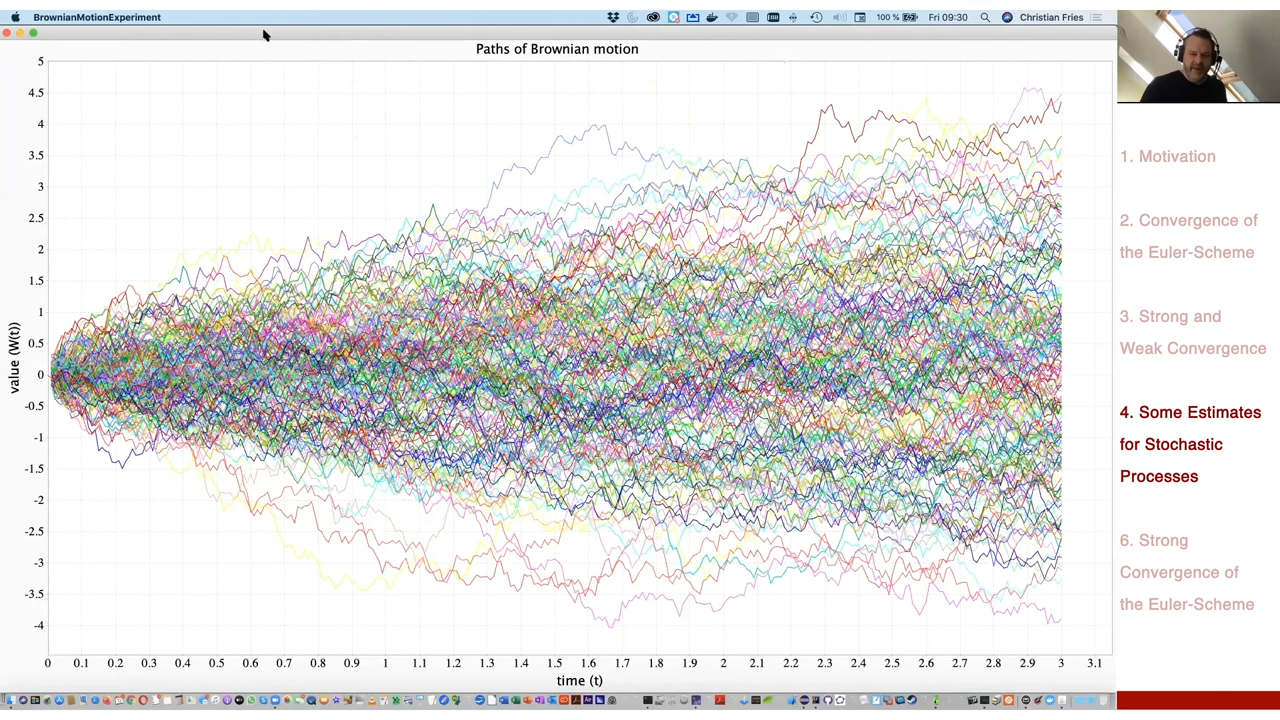 BrownianMotionExperiment
100 %
Fri 09:30
Christian Fries
Paths of Brownian motion
5
4.5
4
3.5
3
2.5
2
1.5
1
0.5
0
-0.5
-1
-1.5
-2
-2.5
-3
-3.5
-4
value (W(t))
0 0.1 0.2 0.3 0.4 0.5 0.6 0.7 0.8 0.9 1 1.1 1.2 1.3 1.4 1.5 1.6 1.7 1.8 1.9 2 2.1 2.2 2.3 2.4 2.5 2.6 2.7 2.8 2.9 3 3.1
time (t)
1. Motivation
2. Convergence of
the Euler-Scheme
3. Strong and
Weak Convergence
4. Some Estimates
for Stochastic
Processes
6. Strong
Convergence of
the Euler-Scheme